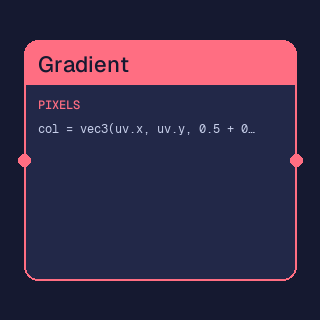 Gradient
PIXELS
col = vec3(uv.x, uv.y, 0.5 + 0…